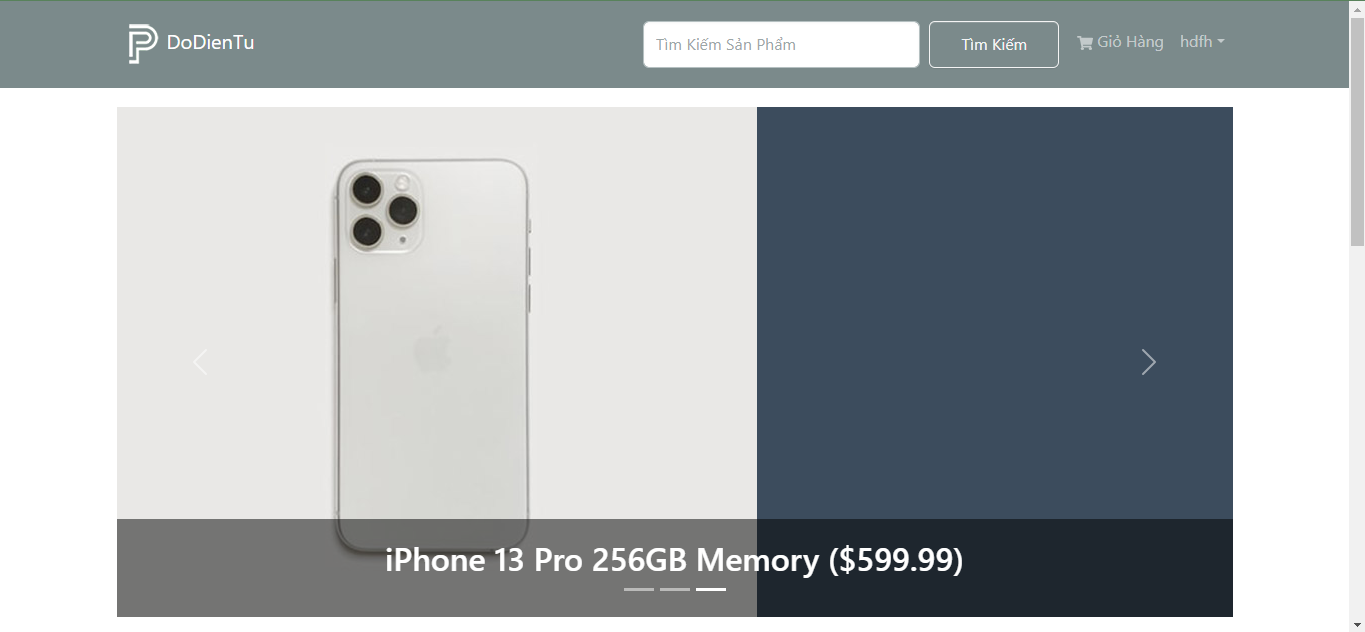 DoDienTu
Tìm Kiếm Sản Phẩm
Tìm Kiếm
Giỏ Hàng
hdfh
iPhone 13 Pro 256GB Memory ($599.99)